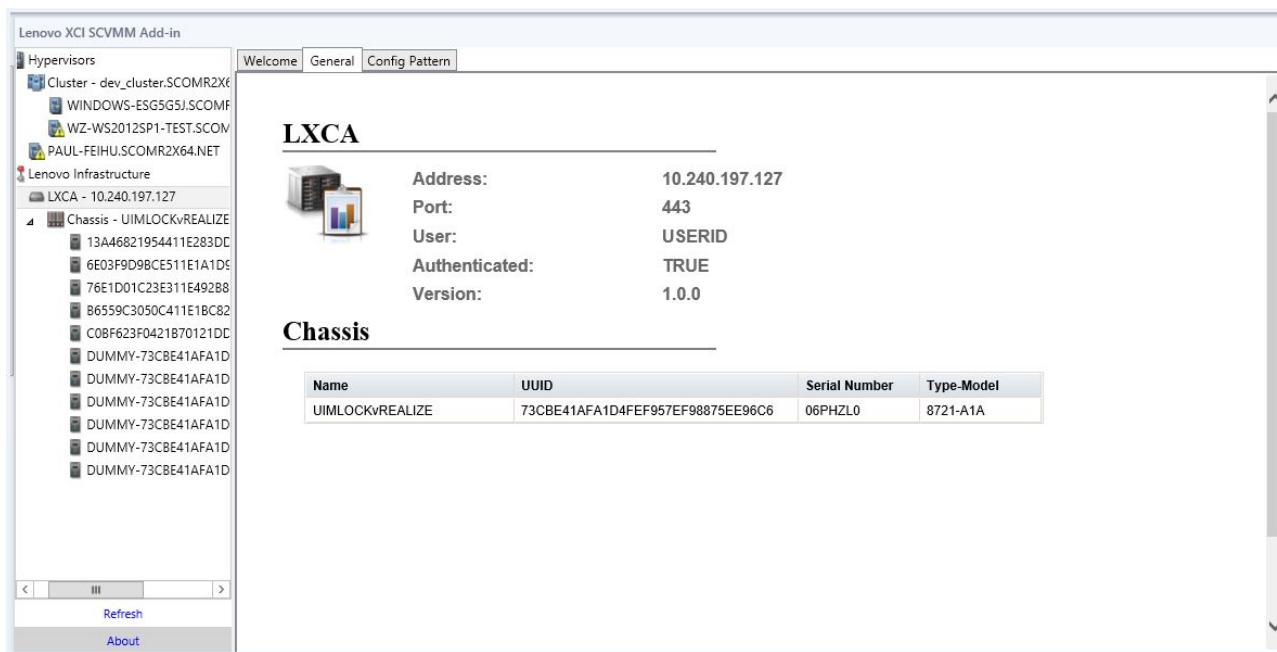 Lenovo XCI SCVMM Add-in
Hypervisors
Cluster - dev_cluster.SCOMR2X6
WINDOWS-ESG5G5J.SCOMR
WZ-WS2012SP1-TEST.SCOM
PAUL-FEIHU.SCOMR2X64.NET
Lenovo Infrastructure
LXCA - 10.240.197.127
Chassis - UIMLOCKvREALIZE
13A46821954411E283DD
6E03F9D9BCE511E1A1D9
76E1D01C23E311E492B8
B6559C3050C411E1BC82
C0BF623F0421B70121DD
DUMMY-73CBE41AFA1D
DUMMY-73CBE41AFA1D
DUMMY-73CBE41AFA1D
DUMMY-73CBE41AFA1D
DUMMY-73CBE41AFA1D
DUMMY-73CBE41AFA1D
Refresh
About
Welcome General Config Pattern
LXCA
Address: 10.240.197.127
Port: 443
User: USERID
Authenticated: TRUE
Version: 1.0.0
Chassis
Name UUID Serial Number Type-Model
UIMLOCKvREALIZE 73CBE41AFA1D4FEF957EF98875EE96C6 06PHZL0 8721-A1A